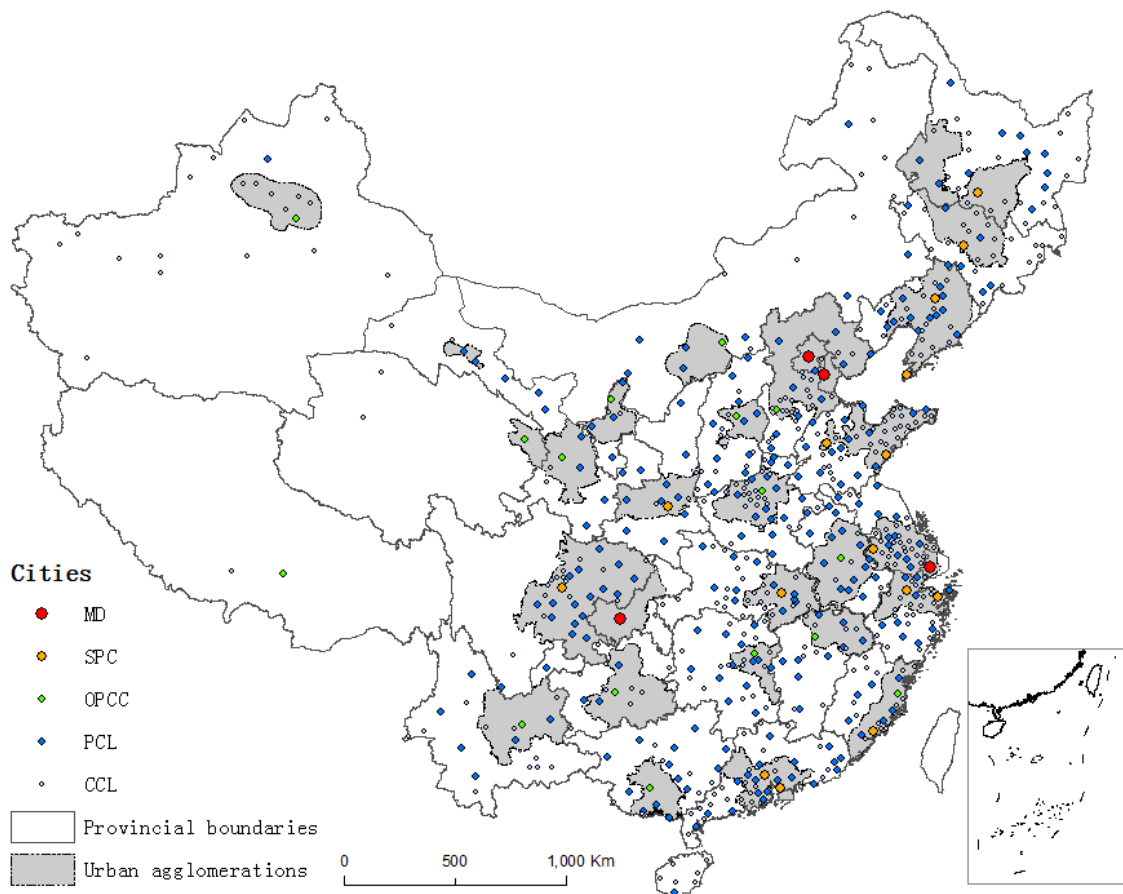 Cities
MD
SPC
OPCC
PCL
CCL
Provincial boundaries
Urban agglomerations
0 500 1,000 Km